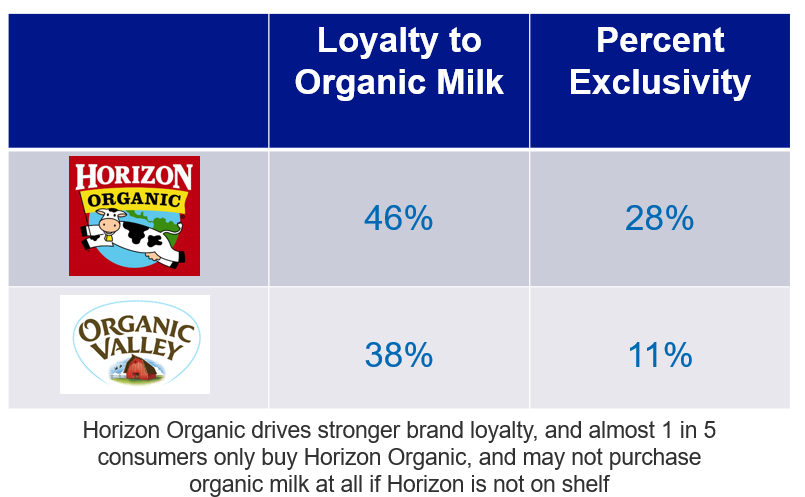 Loyalty to
Organic Milk
Percent
Exclusivity
HORIZON
ORGANIC
46%
28%
ORGANIC
VALLEY
38%
11%
Horizon Organic drives stronger brand loyalty, and almost 1 in 5
consumers only buy Horizon Organic, and may not purchase
organic milk at all if Horizon is not on shelf